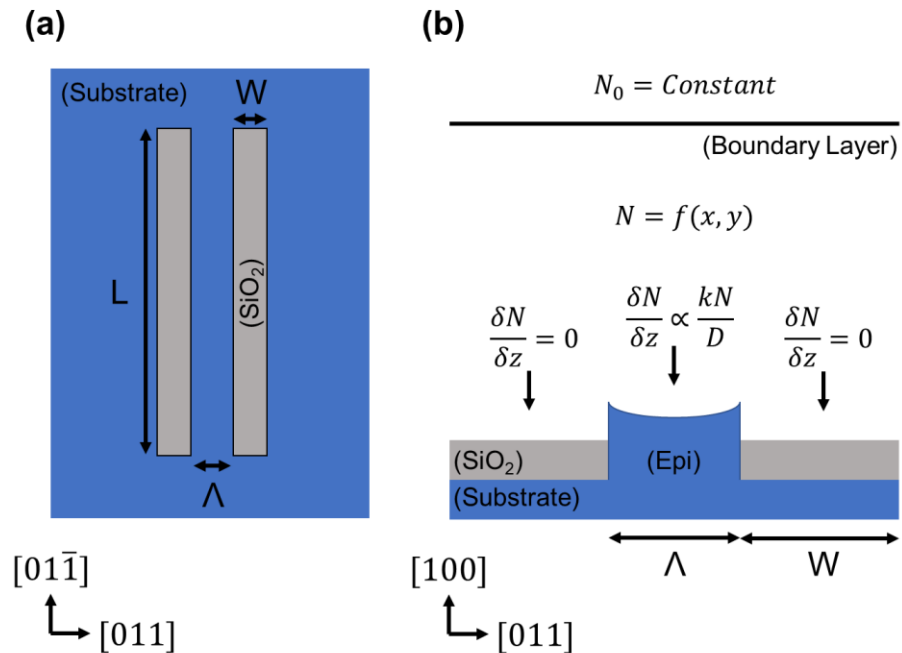 (a)
(Substrate)
W
L
(SiO₂)
Λ
[011̅]
[011]
(b)
N₀ = Constant
(Boundary Layer)
N = f(x, y)
δN/δz = 0
δN/δz ∝ kN/D
δN/δz = 0
(SiO₂)
(Epi)
(Substrate)
Λ
W
[100]
[011]